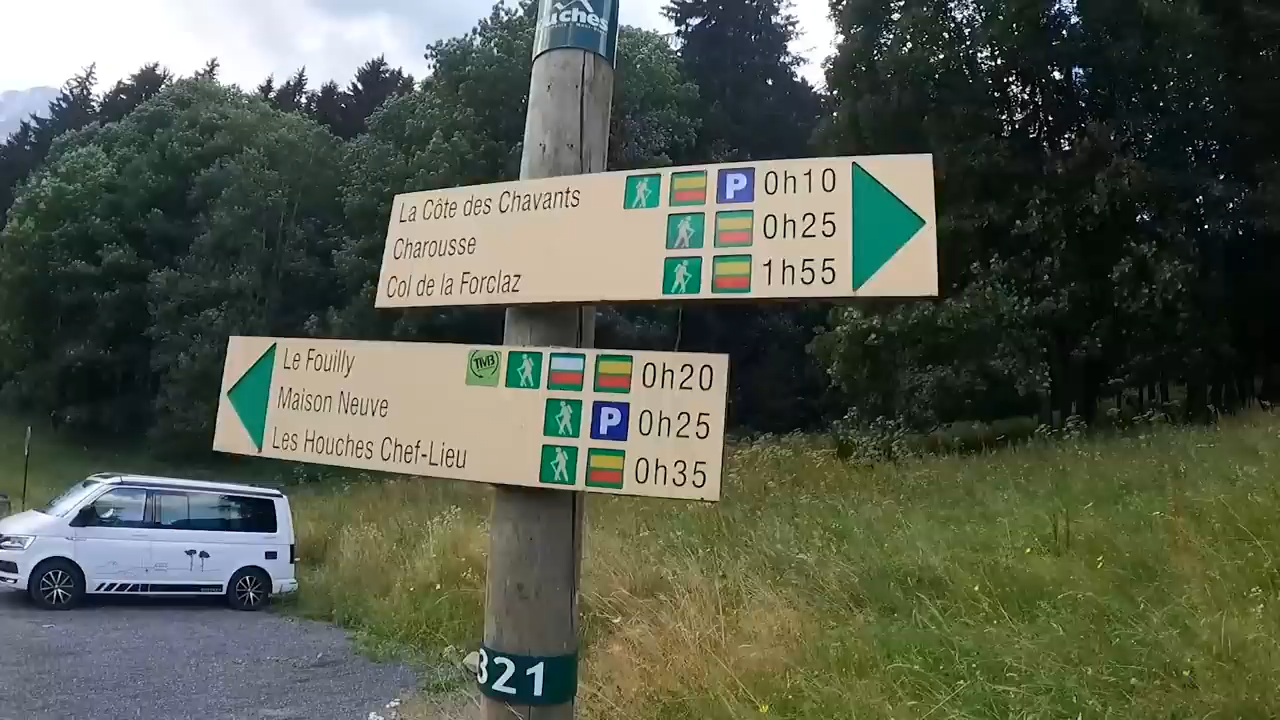 La Côte des Chavants P 0h10
Charousse 0h25
Col de la Forclaz 1h55
Le Fouilly TMB 0h20
Maison Neuve P 0h25
Les Houches Chef-Lieu 0h35
321